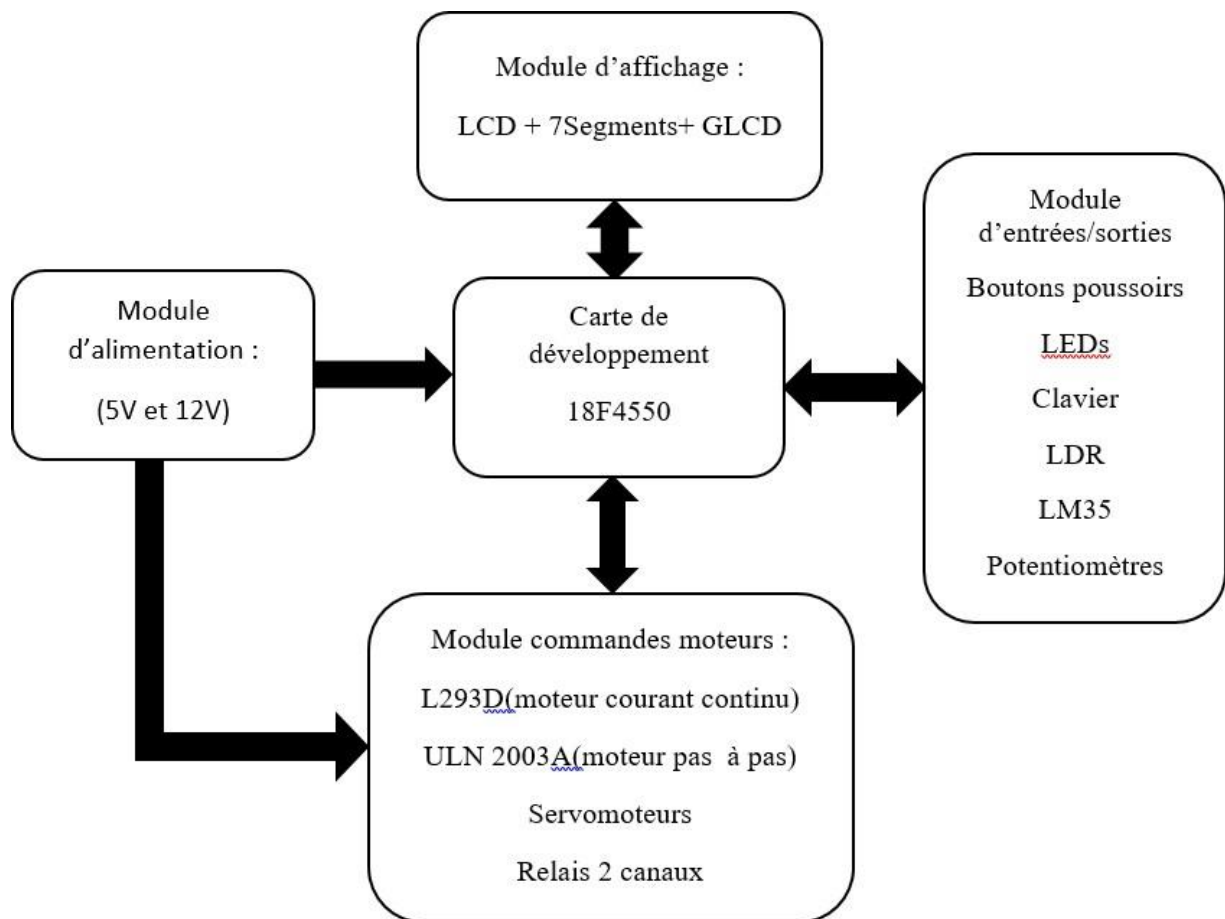 Module d’affichage :
LCD + 7Segments+ GLCD
Module
d’alimentation :
(5V et 12V)
Carte de
développement
18F4550
Module
d’entrées/sorties
Boutons poussoirs
LEDs
Clavier
LDR
LM35
Potentiomètres
Module commandes moteurs :
L293D(moteur courant continu)
ULN 2003A(moteur pas  à pas)
Servomoteurs
Relais 2 canaux